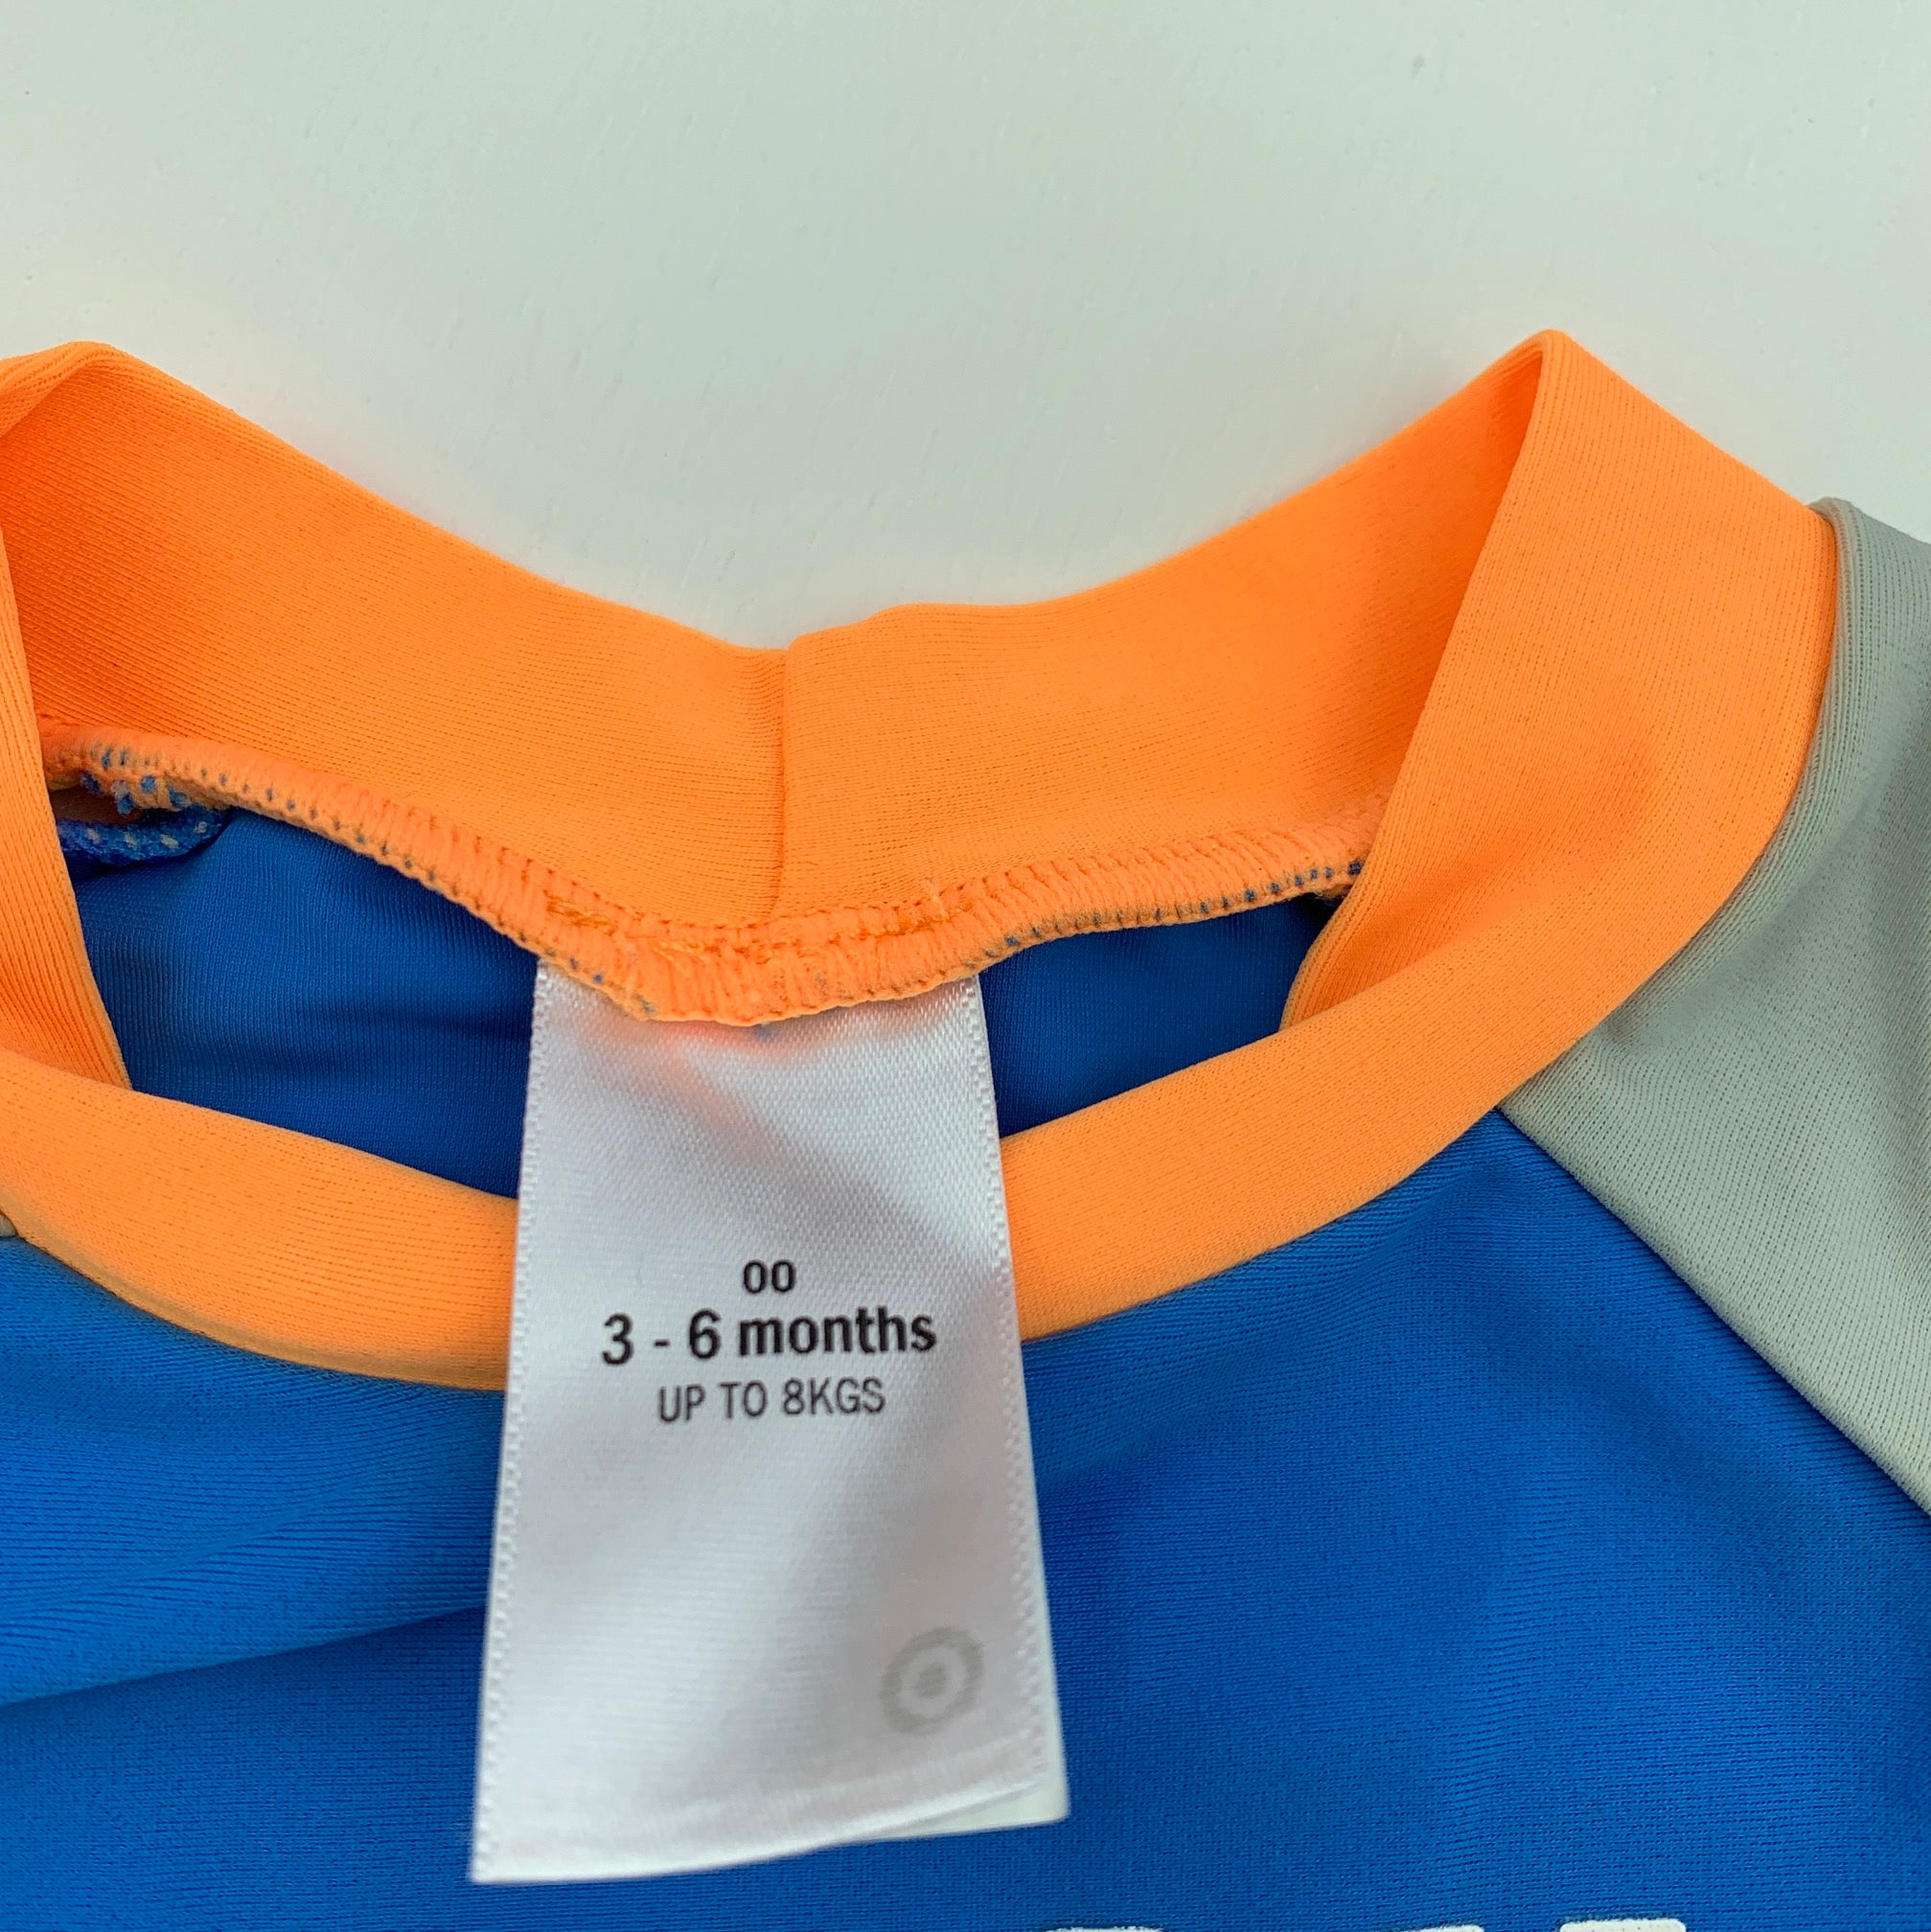 00
3 - 6 months
UP TO 8KGS